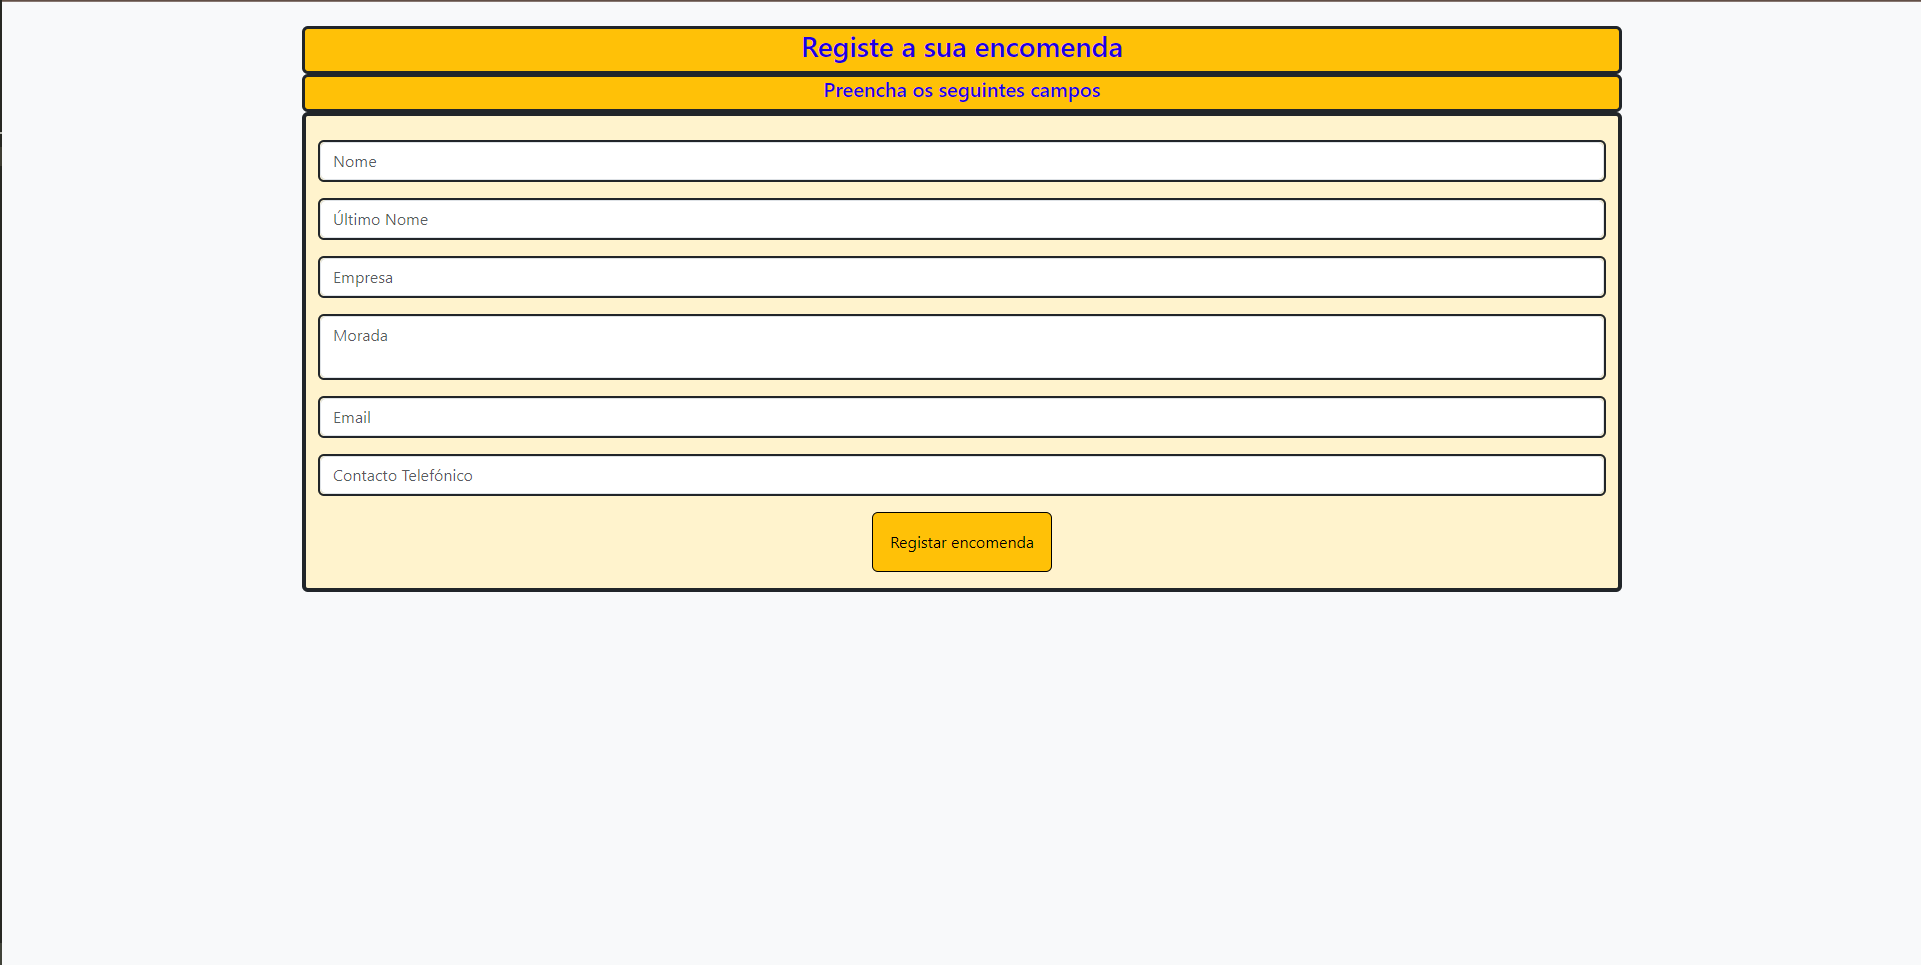 Registe a sua encomenda
Preencha os seguintes campos
Nome
Último Nome
Empresa
Morada
Email
Contacto Telefónico
Registar encomenda